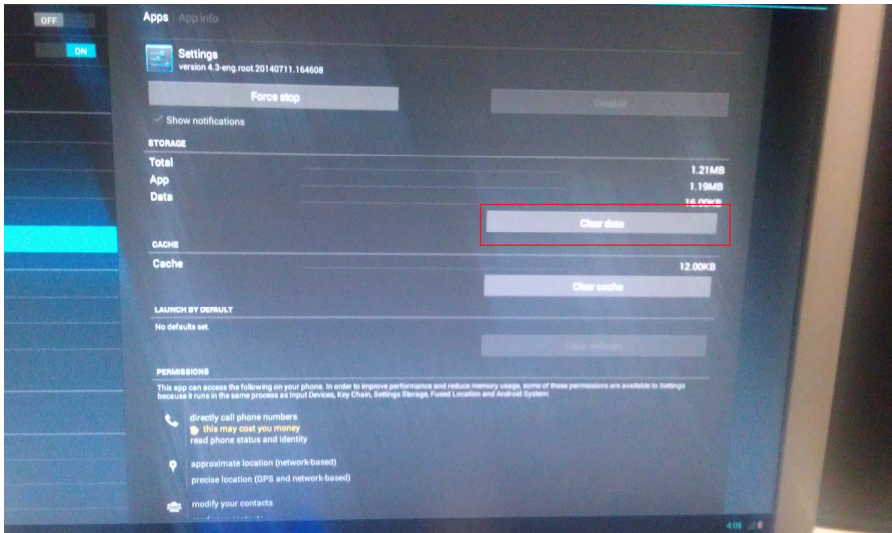 OFF
Apps App info
ON
Settings
version 4.3-eng.root.20140711.164608
Force stop
Disable
Show notifications
STORAGE
Total 1.21MB
App 1.19MB
Data 16.00KB
Clear data
CACHE
Cache 12.00KB
Clear cache
LAUNCH BY DEFAULT
No defaults set.
Clear defaults
PERMISSIONS
This app can access the following on your phone. In order to improve performance and reduce memory usage, some of these permissions are available to Settings
because it runs in the same process as Input Devices, Key Chain, Settings Storage, Fused Location and Android System:
directly call phone numbers
this may cost you money
read phone status and identity
approximate location (network-based)
precise location (GPS and network-based)
modify your contacts
4:05